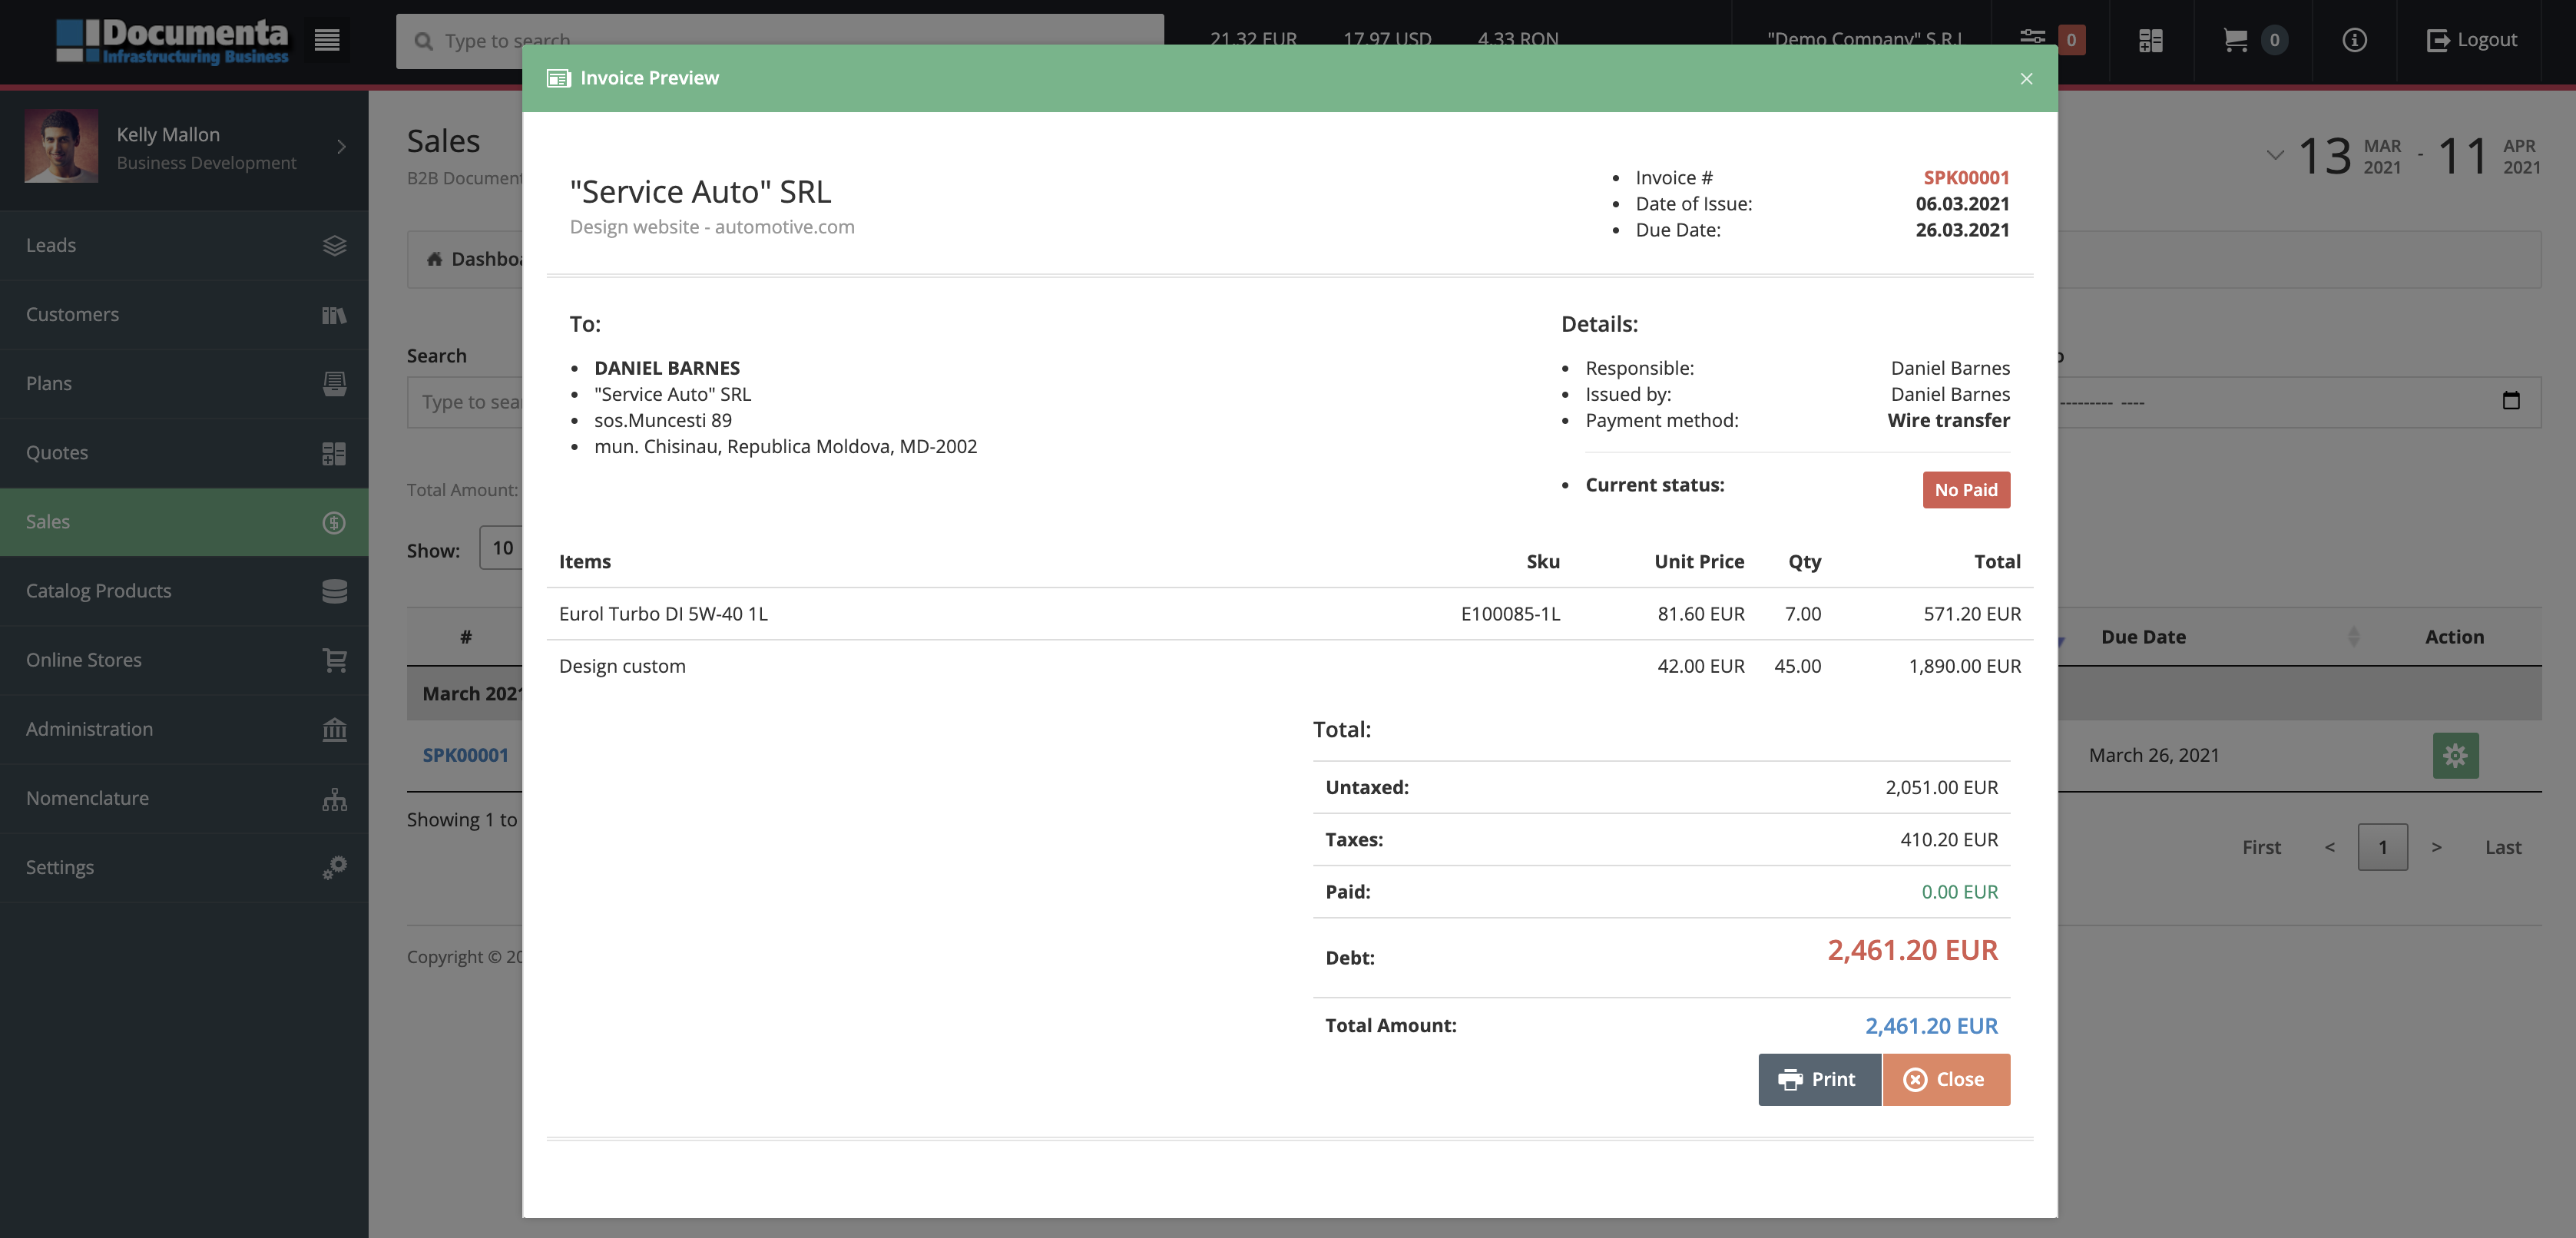 Documenta
Infrastructuring Business
Type to search
21.32 EUR 17.97 USD 4.33 RON
"Demo Company" S.R.L
0
0
Logout
Invoice Preview
×
Kelly Mallon
Business Development
Leads
Customers
Plans
Quotes
Sales
Catalog Products
Online Stores
Administration
Nomenclature
Settings
Sales
B2B Document
13 MAR 2021 - 11 APR 2021
Search
Type to sea
Total Amount:
Show: 10
#
March 2021
SPK00001
Showing 1 to
Copyright © 20
"Service Auto" SRL
Design website - automotive.com
Invoice # SPK00001
Date of Issue: 06.03.2021
Due Date: 26.03.2021
To:
DANIEL BARNES
"Service Auto" SRL
sos.Muncesti 89
mun. Chisinau, Republica Moldova, MD-2002
Details:
Responsible: Daniel Barnes
Issued by: Daniel Barnes
Payment method: Wire transfer
Current status: No Paid
Items Sku Unit Price Qty Total
Eurol Turbo DI 5W-40 1L E100085-1L 81.60 EUR 7.00 571.20 EUR
Design custom 42.00 EUR 45.00 1,890.00 EUR
Total:
Untaxed: 2,051.00 EUR
Taxes: 410.20 EUR
Paid: 0.00 EUR
Debt: 2,461.20 EUR
Total Amount: 2,461.20 EUR
Print
Close
Due Date
Action
March 26, 2021
First < 1 > Last